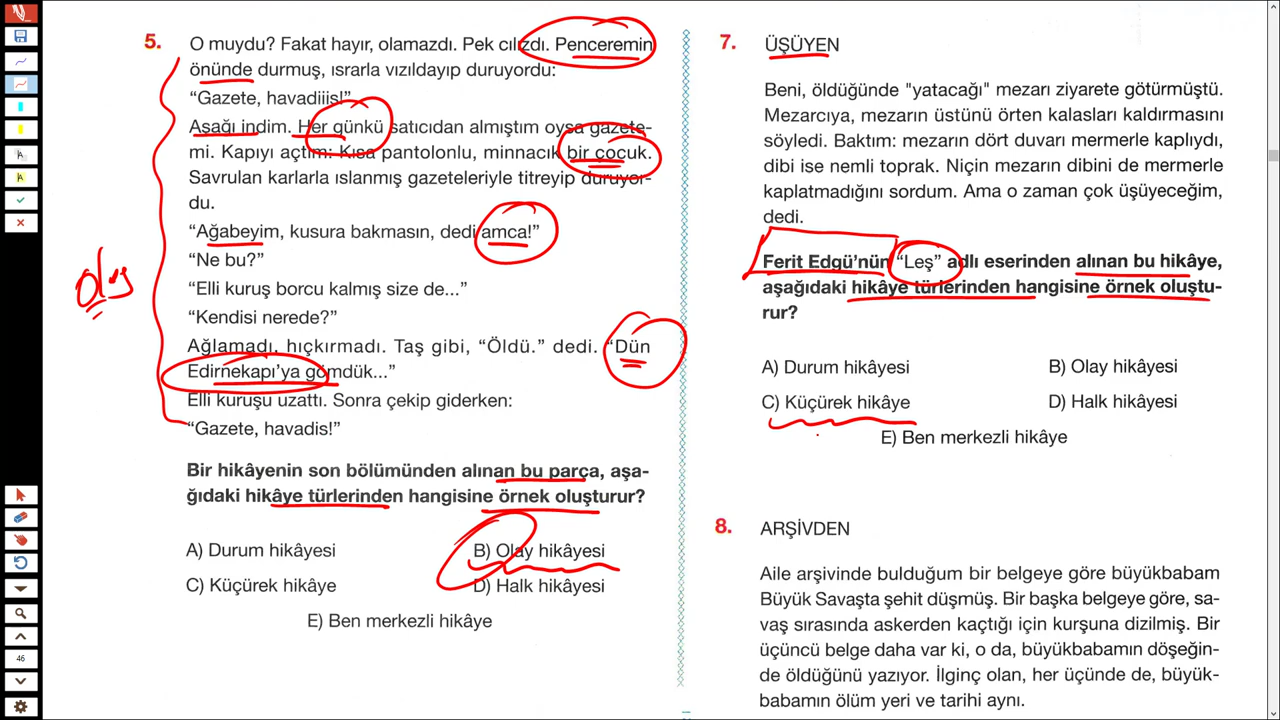 5.
O muydu? Fakat hayır, olamazdı. Pek cılızdı. Penceremin
önünde durmuş, ısrarla vızıldayıp duruyordu:
“Gazete, havadiiis!”
Aşağı indim. Her günkü satıcıdan almıştım oysa gazete-
mi. Kapıyı açtım: Kısa pantolonlu, minnacık bir çocuk.
Savrulan karlarla ıslanmış gazeteleriyle titreyip duruyor-
du.
“Ağabeyim, kusura bakmasın, dedi amca!”
“Ne bu?”
“Elli kuruş borcu kalmış size de...”
“Kendisi nerede?”
Ağlamadı, hıçkırmadı. Taş gibi, “Öldü.” dedi. “Dün
Edirnekapı’ya gömdük...”
Elli kuruşu uzattı. Sonra çekip giderken:
“Gazete, havadis!”
Bir hikâyenin son bölümünden alınan bu parça, aşa-
ğıdaki hikâye türlerinden hangisine örnek oluşturur?
A) Durum hikâyesi
B) Olay hikâyesi
C) Küçürek hikâye
D) Halk hikâyesi
E) Ben merkezli hikâye
7.
ÜŞÜYEN
Beni, öldüğünde "yatacağı" mezarı ziyarete götürmüştü.
Mezarcıya, mezarın üstünü örten kalasları kaldırmasını
söyledi. Baktım: mezarın dört duvarı mermerle kaplıydı,
dibi ise nemli toprak. Niçin mezarın dibini de mermerle
kaplatmadığını sordum. Ama o zaman çok üşüyeceğim,
dedi.
Ferit Edgü’nün “Leş” adlı eserinden alınan bu hikâye,
aşağıdaki hikâye türlerinden hangisine örnek oluştu-
rur?
A) Durum hikâyesi
B) Olay hikâyesi
C) Küçürek hikâye
D) Halk hikâyesi
E) Ben merkezli hikâye
8.
ARŞİVDEN
Aile arşivinde bulduğum bir belgeye göre büyükbabam
Büyük Savaşta şehit düşmüş. Bir başka belgeye göre, sa-
vaş sırasında askerden kaçtığı için kurşuna dizilmiş. Bir
üçüncü belge daha var ki, o da, büyükbabamın döşeğin-
de öldüğünü yazıyor. İlginç olan, her üçünde de, büyük-
babamın ölüm yeri ve tarihi aynı.
46